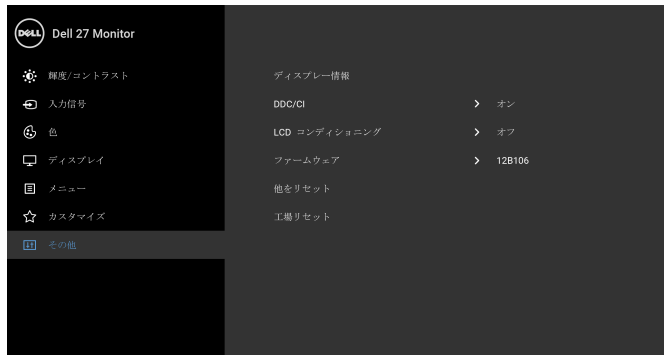 DELL Dell 27 Monitor
輝度/コントラスト
入力信号
色
ディスプレイ
メニュー
カスタマイズ
その他
ディスプレー情報
DDC/CI オン
LCD コンディショニング オフ
ファームウェア 12B106
他をリセット
工場リセット